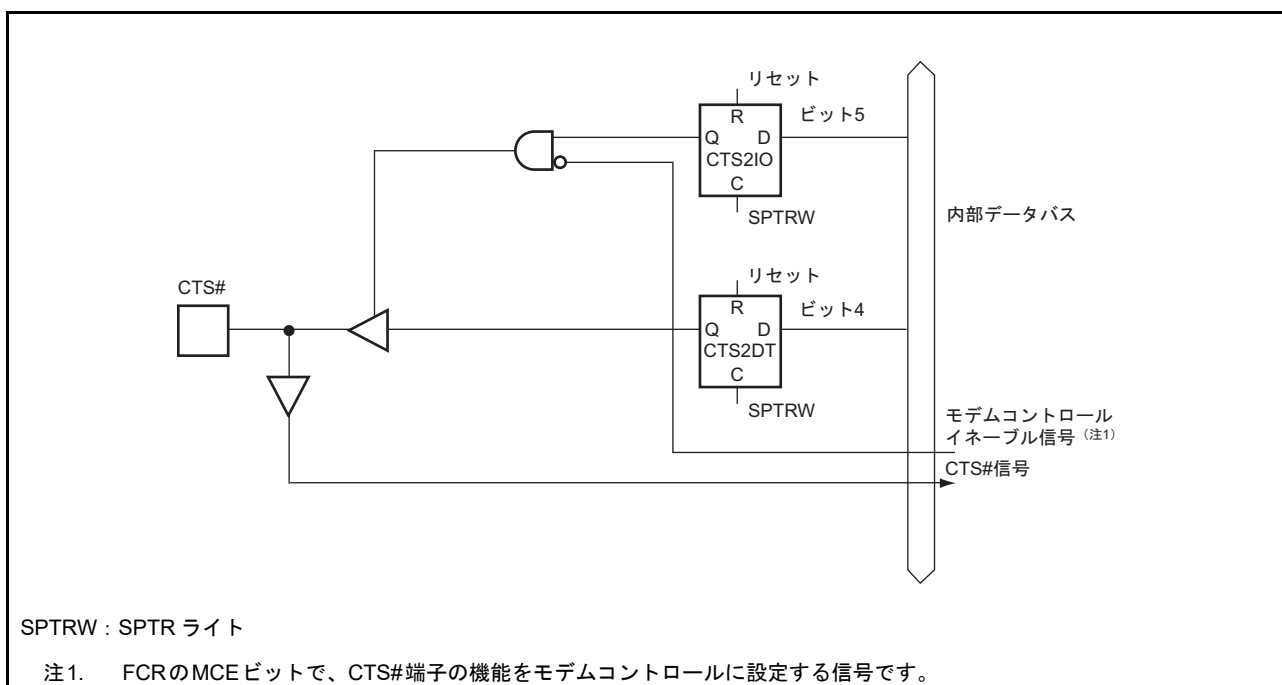 リセット
R
ビット5
Q D
CTS2IO
C
SPTRW
内部データバス
リセット
CTS#
R
ビット4
Q D
CTS2DT
C
SPTRW
モデムコントロール
イネーブル信号（注1）
CTS#信号
SPTRW：SPTR ライト
注1. FCRのMCEビットで、CTS#端子の機能をモデムコントロールに設定する信号です。